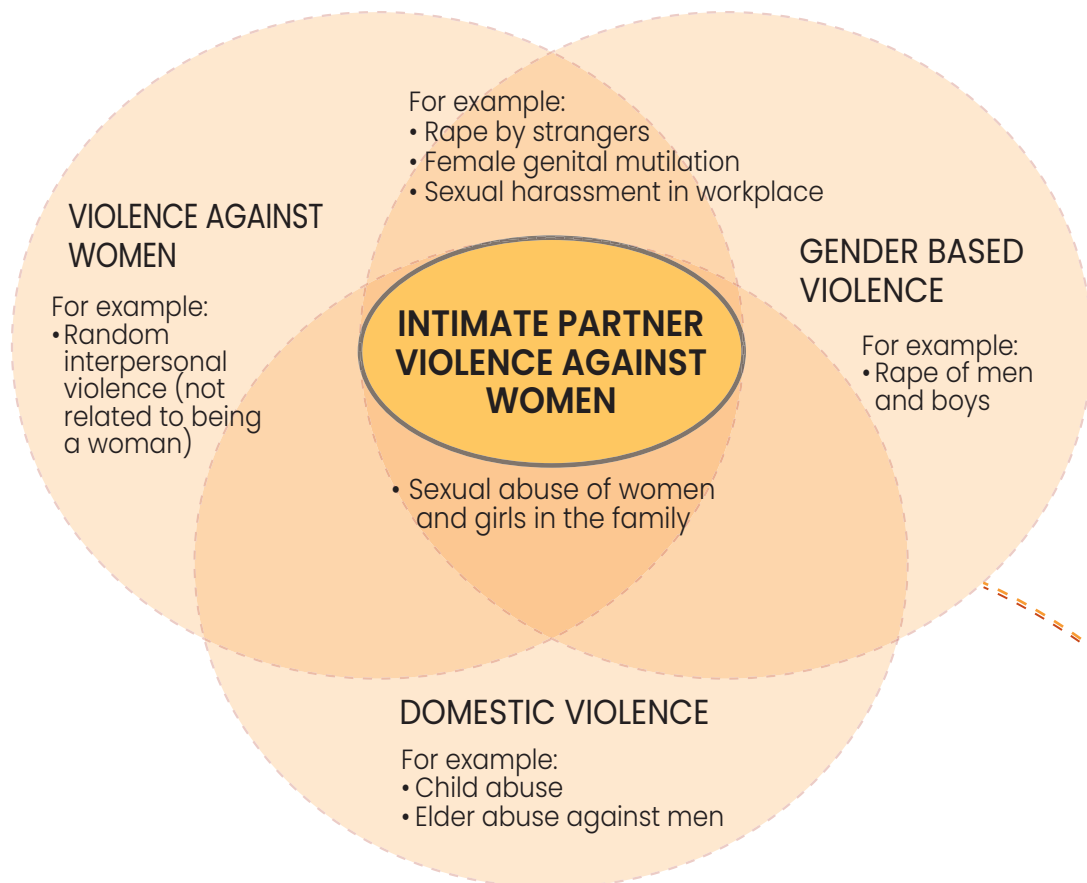 For example:
• Rape by strangers
• Female genital mutilation
• Sexual harassment in workplace
VIOLENCE AGAINST
WOMEN
For example:
• Random
interpersonal
violence (not
related to being
a woman)
GENDER BASED
VIOLENCE
For example:
• Rape of men
and boys
INTIMATE PARTNER
VIOLENCE AGAINST
WOMEN
• Sexual abuse of women
and girls in the family
DOMESTIC VIOLENCE
For example:
• Child abuse
• Elder abuse against men